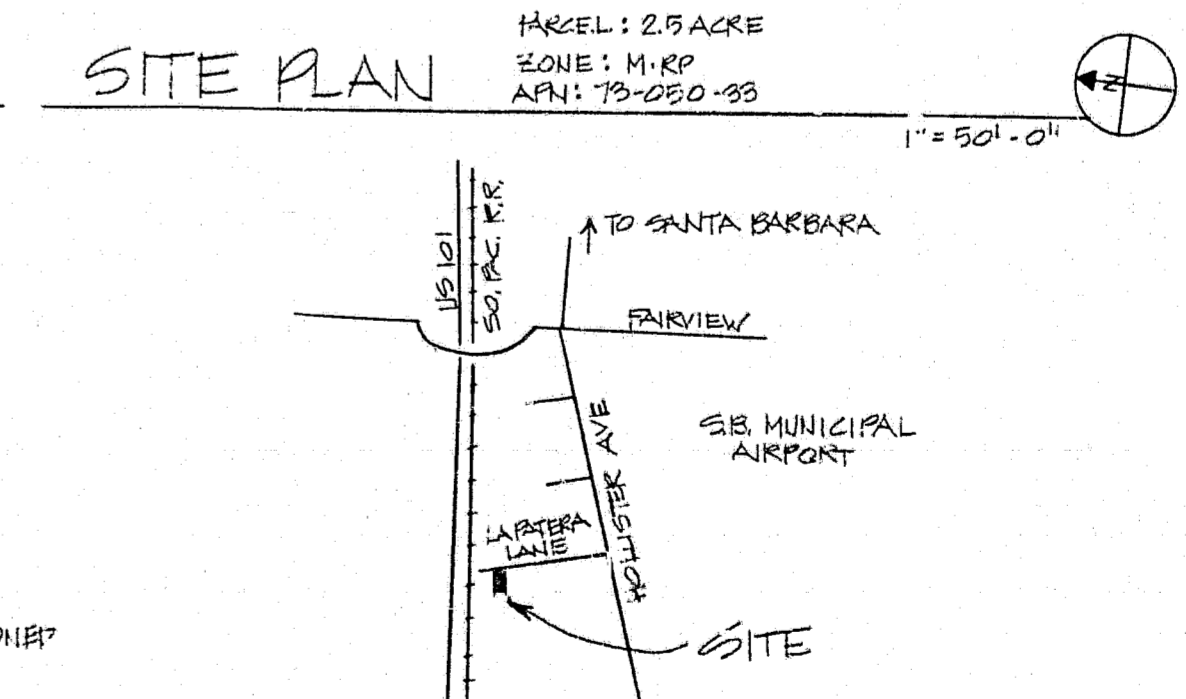 SITE PLAN
PARCEL: 2.5 ACRE
ZONE: M-RP
APN: 73-050-33
N
1" = 50' - 0"
US 101
SO. PAC. R.R.
TO SANTA BARBARA
FAIRVIEW
S.B. MUNICIPAL
AIRPORT
HOLLISTER AVE
LA PATERA
LANE
SITE